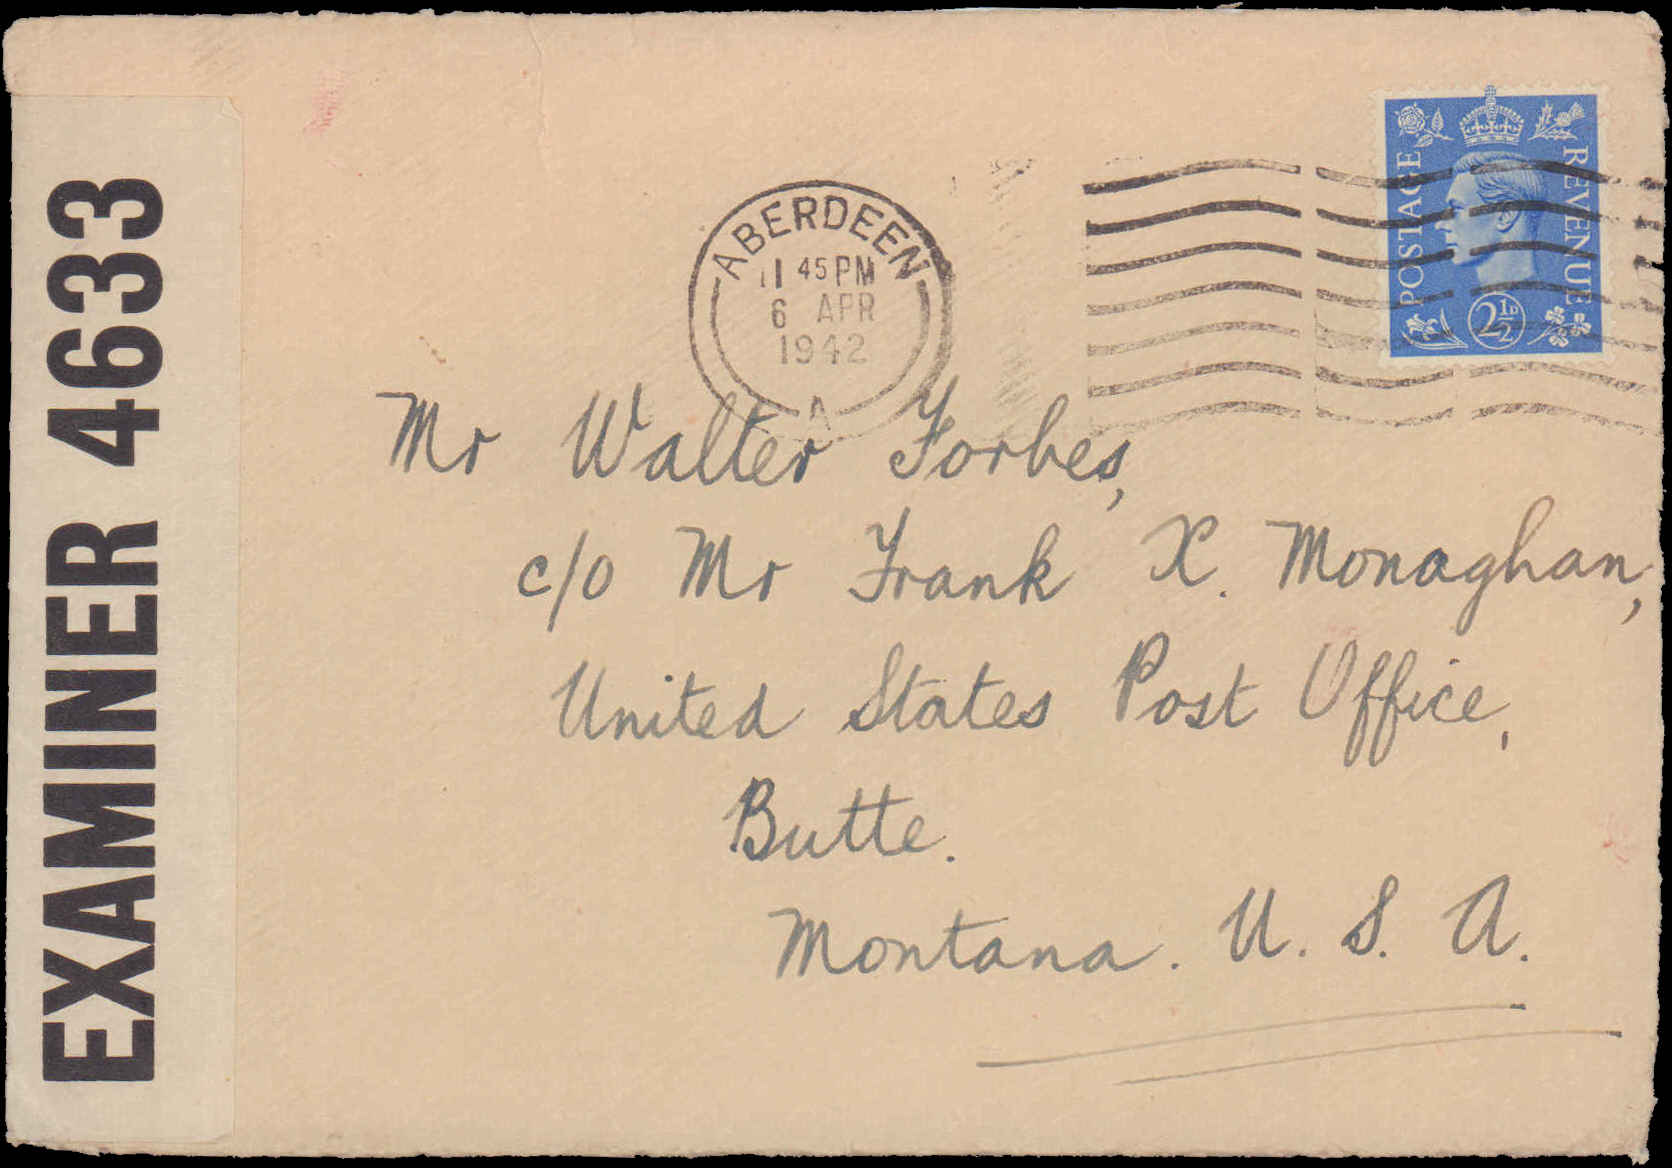 EXAMINER 4633
ABERDEEN
11 45 PM
6 APR
1942
A
POSTAGE
REVENUE
2½D
Mr Walter Forbes,
c/o Mr Frank X. Monaghan,
United States Post Office,
Butte.
Montana. U. S. A.